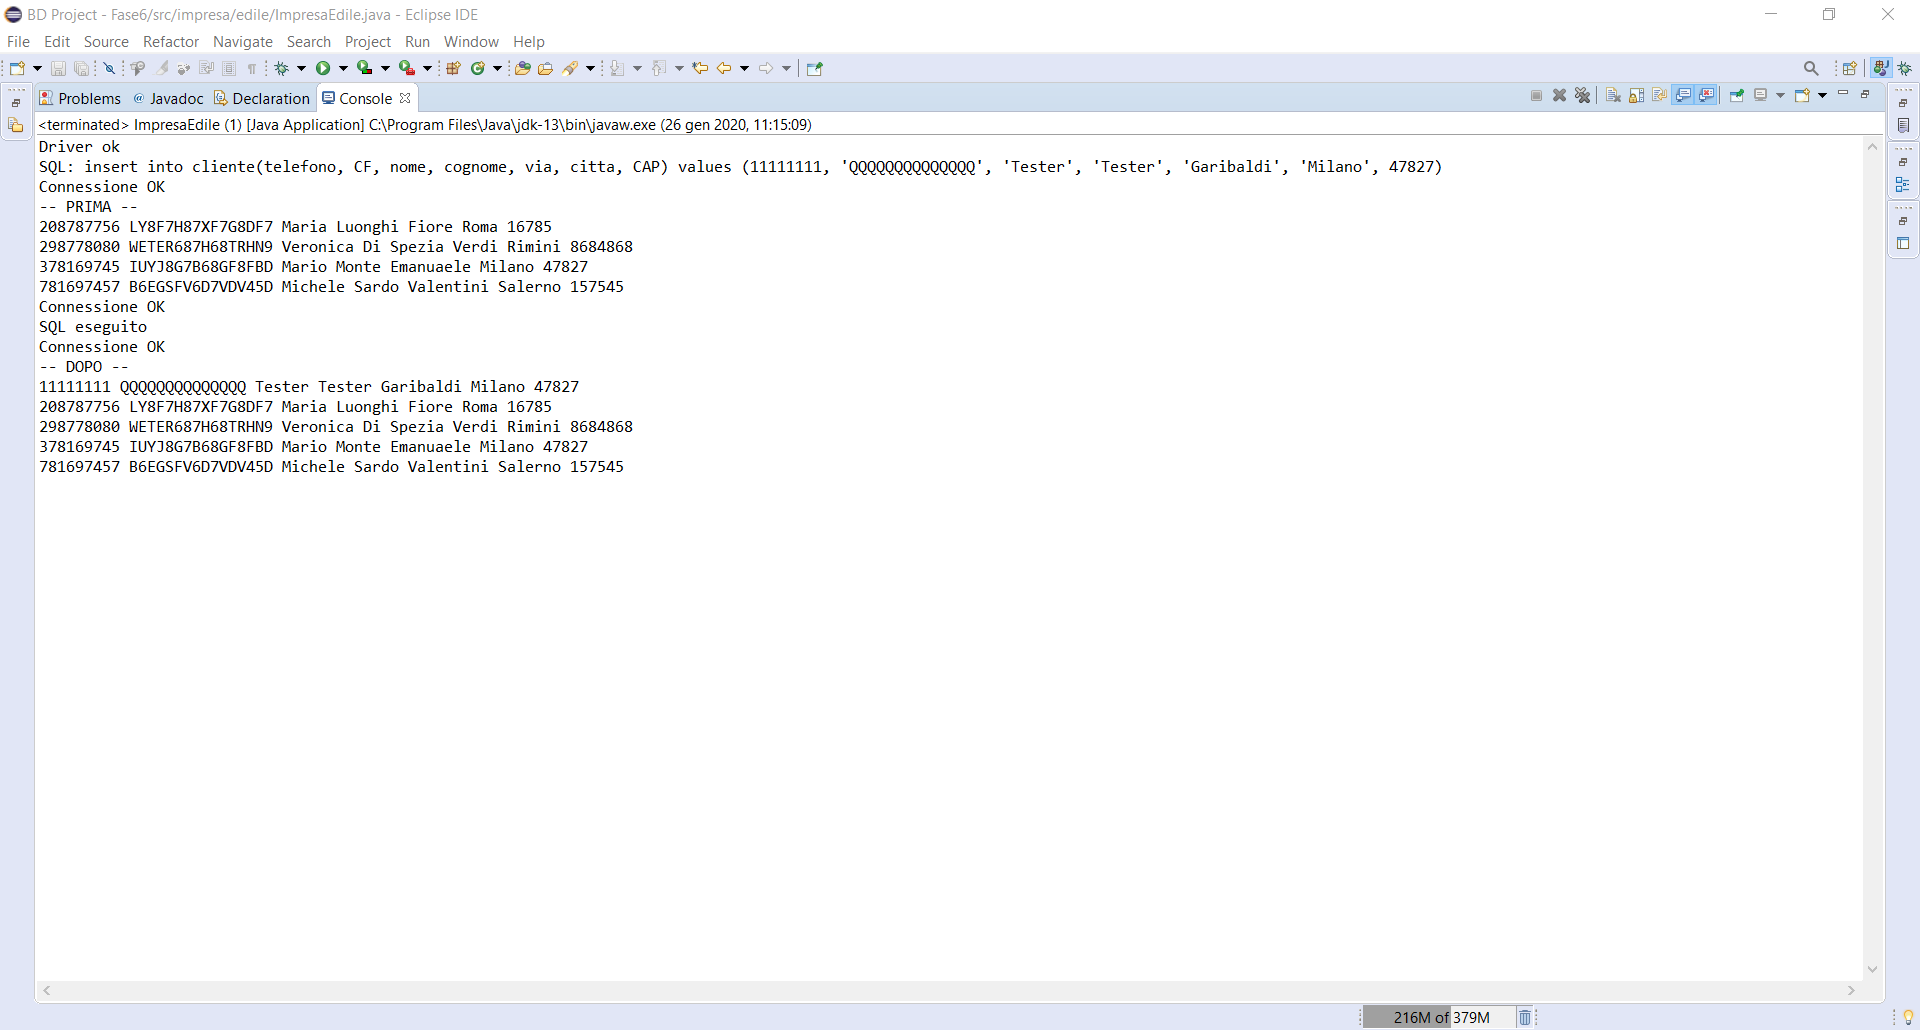 BD Project - Fase6/src/impresa/edile/ImpresaEdile.java - Eclipse IDE
File Edit Source Refactor Navigate Search Project Run Window Help
Problems @ Javadoc Declaration Console
<terminated> ImpresaEdile (1) [Java Application] C:\Program Files\Java\jdk-13\bin\javaw.exe (26 gen 2020, 11:15:09)
Driver ok
SQL: insert into cliente(telefono, CF, nome, cognome, via, citta, CAP) values (11111111, 'QQQQQQQQQQQQQQ', 'Tester', 'Tester', 'Garibaldi', 'Milano', 47827)
Connessione OK
-- PRIMA --
208787756 LY8F7H87XF7G8DF7 Maria Luonghi Fiore Roma 16785
298778080 WETER687H68TRHN9 Veronica Di Spezia Verdi Rimini 8684868
378169745 IUYJ8G7B68GF8FBD Mario Monte Emanuaele Milano 47827
781697457 B6EGSFV6D7VDV45D Michele Sardo Valentini Salerno 157545
Connessione OK
SQL eseguito
Connessione OK
-- DOPO --
11111111 QQQQQQQQQQQQQQ Tester Tester Garibaldi Milano 47827
208787756 LY8F7H87XF7G8DF7 Maria Luonghi Fiore Roma 16785
298778080 WETER687H68TRHN9 Veronica Di Spezia Verdi Rimini 8684868
378169745 IUYJ8G7B68GF8FBD Mario Monte Emanuaele Milano 47827
781697457 B6EGSFV6D7VDV45D Michele Sardo Valentini Salerno 157545
216M of 379M